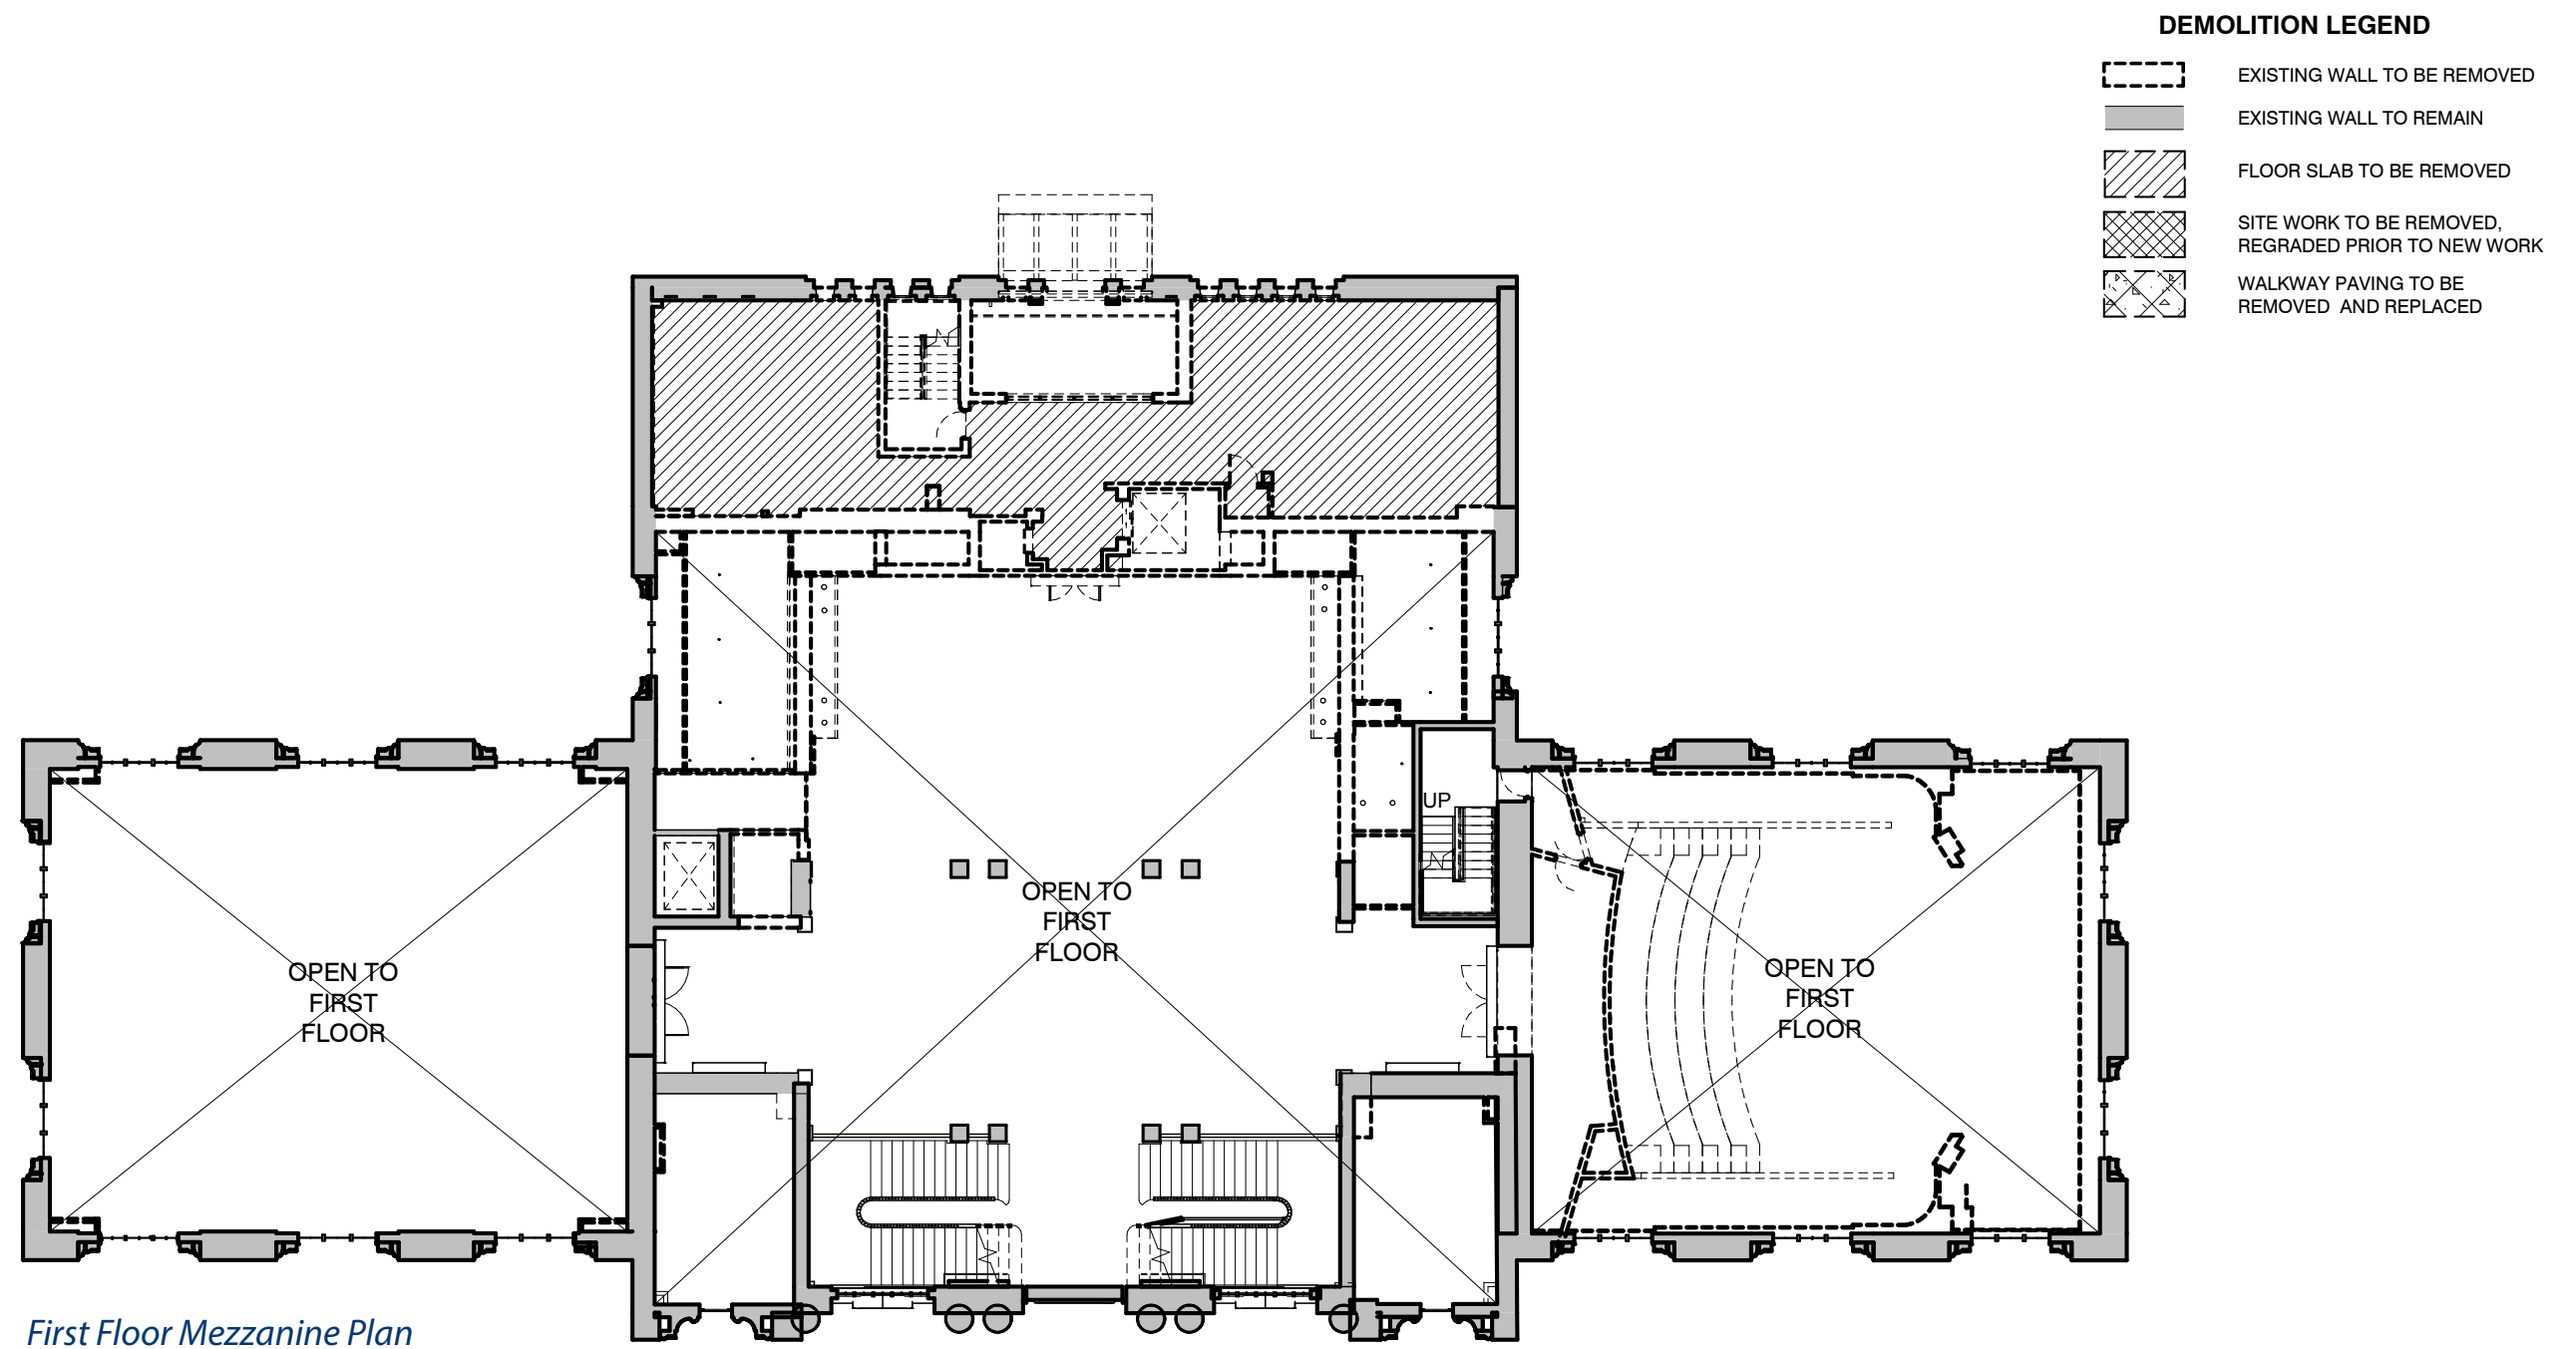 DEMOLITION LEGEND
EXISTING WALL TO BE REMOVED
EXISTING WALL TO REMAIN
FLOOR SLAB TO BE REMOVED
SITE WORK TO BE REMOVED,
REGRADED PRIOR TO NEW WORK
WALKWAY PAVING TO BE
REMOVED AND REPLACED
UP
OPEN TO
FIRST
FLOOR
OPEN TO
FIRST
FLOOR
OPEN TO
FIRST
FLOOR
First Floor Mezzanine Plan